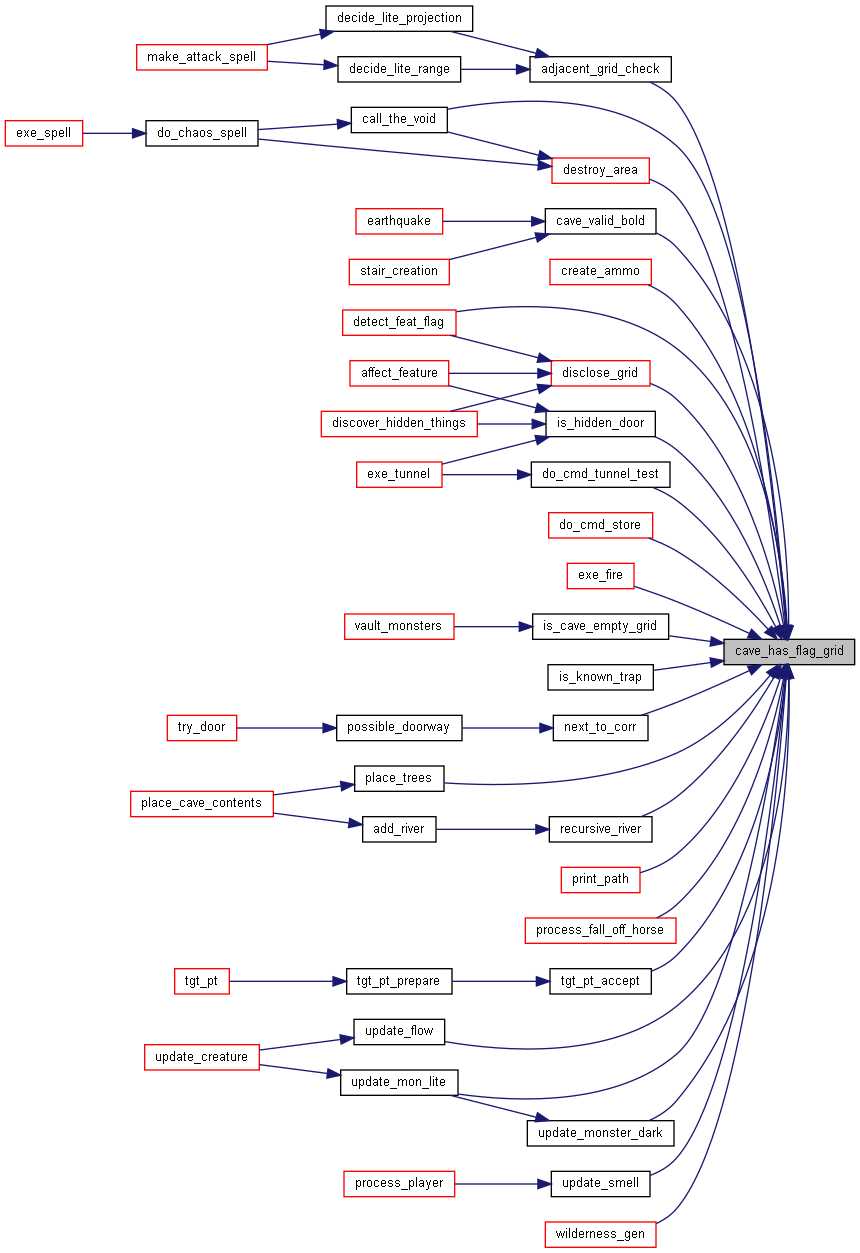 decide_lite_projection
make_attack_spell
decide_lite_range
adjacent_grid_check
call_the_void
exe_spell
do_chaos_spell
destroy_area
earthquake
cave_valid_bold
stair_creation
create_ammo
detect_feat_flag
affect_feature
disclose_grid
discover_hidden_things
is_hidden_door
exe_tunnel
do_cmd_tunnel_test
do_cmd_store
exe_fire
vault_monsters
is_cave_empty_grid
cave_has_flag_grid
is_known_trap
try_door
possible_doorway
next_to_corr
place_trees
place_cave_contents
add_river
recursive_river
print_path
process_fall_off_horse
tgt_pt
tgt_pt_prepare
tgt_pt_accept
update_flow
update_creature
update_mon_lite
update_monster_dark
process_player
update_smell
wilderness_gen